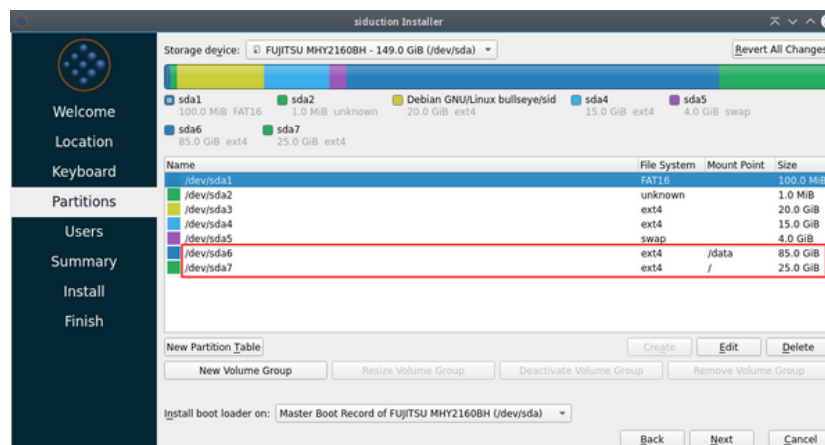 siduction Installer
Storage device: FUJITSU MHY2160BH - 149.0 GiB (/dev/sda)
Revert All Changes
sda1
100.0 MiB FAT16
sda2
1.0 MiB unknown
Debian GNU/Linux bullseye/sid
20.0 GiB ext4
sda4
15.0 GiB ext4
sda5
4.0 GiB swap
sda6
85.0 GiB ext4
sda7
25.0 GiB ext4
Welcome
Location
Keyboard
Partitions
Users
Summary
Install
Finish
Name File System Mount Point Size
/dev/sda1 FAT16 100.0 MiB
/dev/sda2 unknown 1.0 MiB
/dev/sda3 ext4 20.0 GiB
/dev/sda4 ext4 15.0 GiB
/dev/sda5 swap 4.0 GiB
/dev/sda6 ext4 /data 85.0 GiB
/dev/sda7 ext4 / 25.0 GiB
New Partition Table Create Edit Delete
New Volume Group Resize Volume Group Deactivate Volume Group Remove Volume Group
Install boot loader on: Master Boot Record of FUJITSU MHY2160BH (/dev/sda)
Back Next Cancel